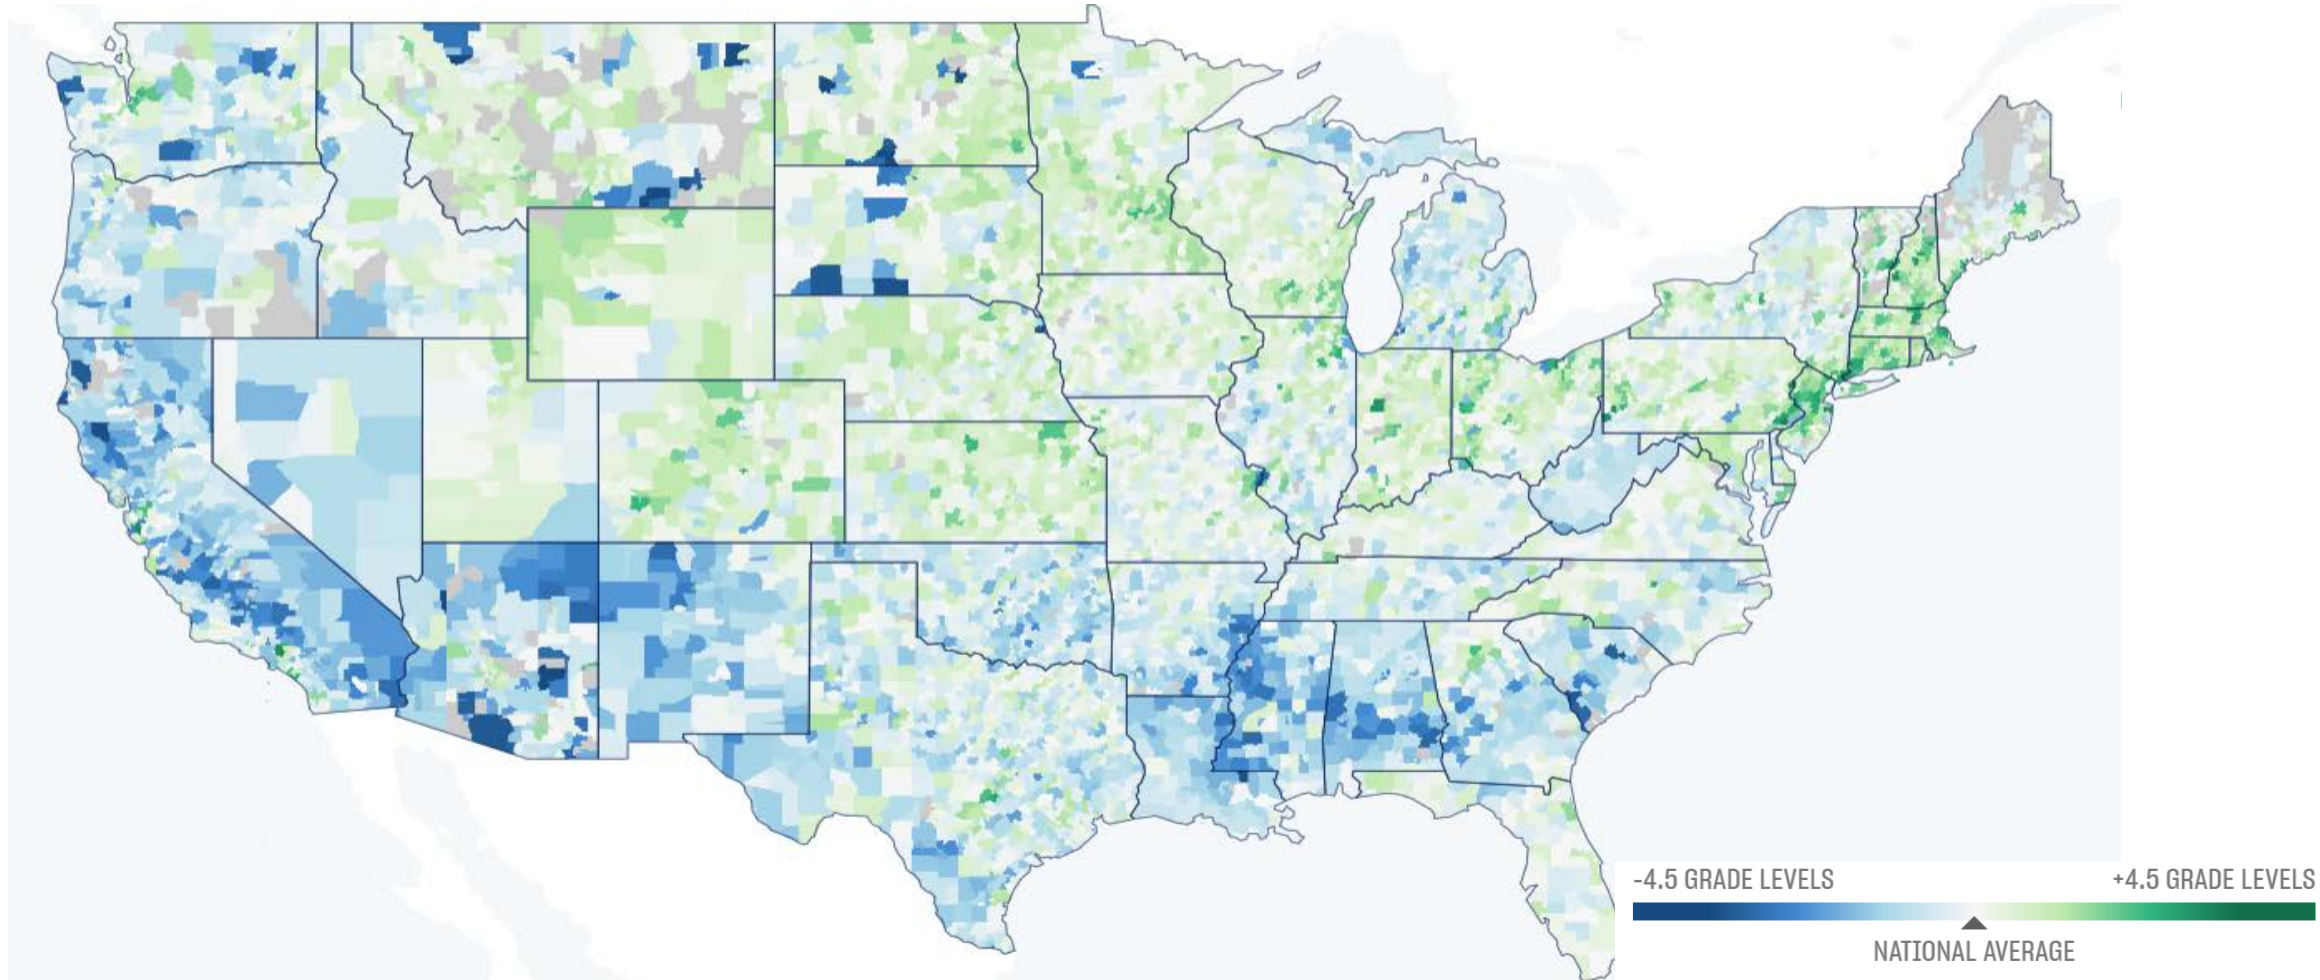 -4.5 GRADE LEVELS +4.5 GRADE LEVELS
NATIONAL AVERAGE